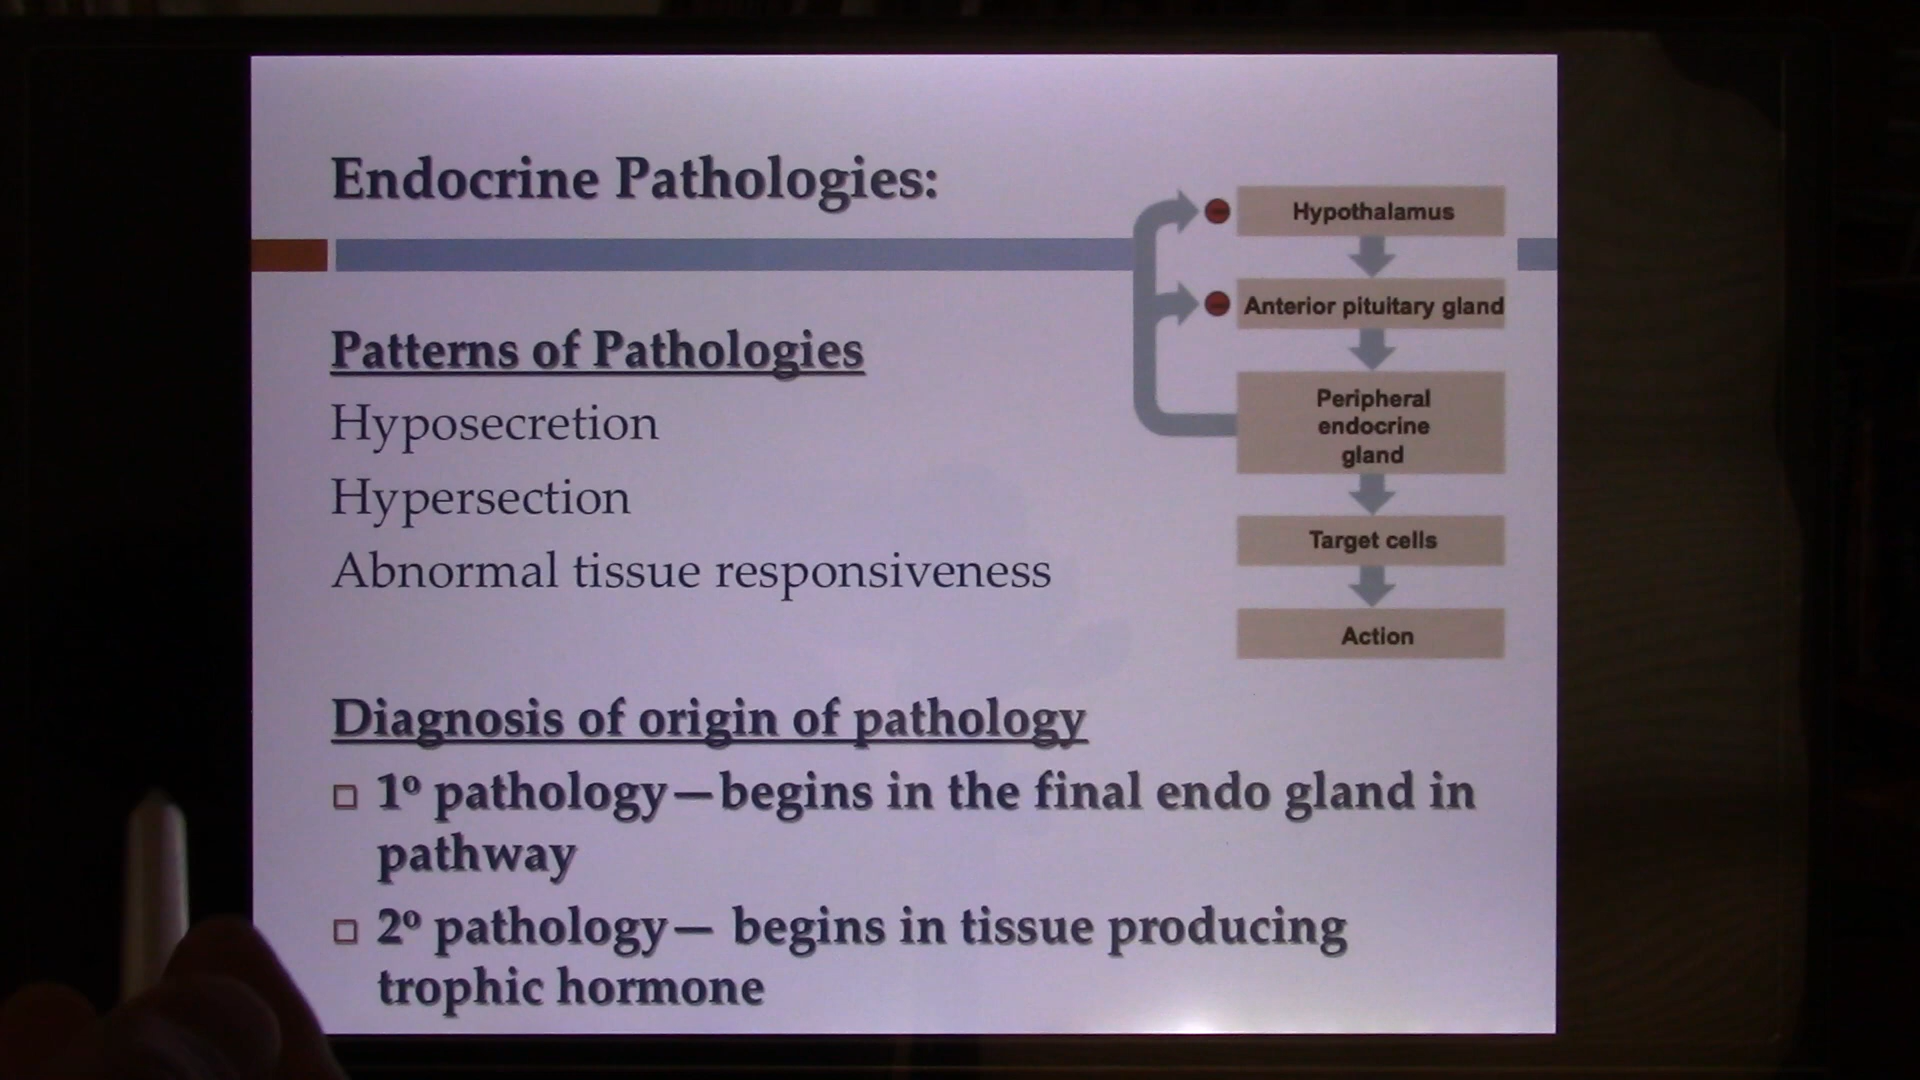 Endocrine Pathologies:
Hypothalamus
Anterior pituitary gland
Peripheral
endocrine
gland
Target cells
Action
Patterns of Pathologies
Hyposecretion
Hypersection
Abnormal tissue responsiveness
Diagnosis of origin of pathology
1º pathology—begins in the final endo gland in
pathway
2º pathology— begins in tissue producing
trophic hormone